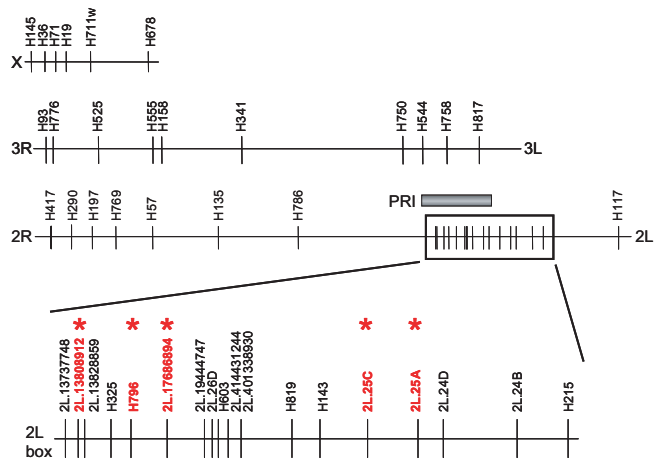 H145 H36 H71 H19 H711w H678
X
H93 H776 H525 H555 H158 H341 H750 H544 H758 H817
3R 3L
PRI
H417 H290 H197 H769 H57 H135 H786 H117
2R 2L
* * * * *
2L.13737748 2L.13808912 2L.13828859 H325 H796 2L.17686894 2L.19444747 2L.26D H603 2L.414431244 2L.401338930 H819 H143 2L.25C 2L.25A 2L.24D 2L.24B H215
2L
box